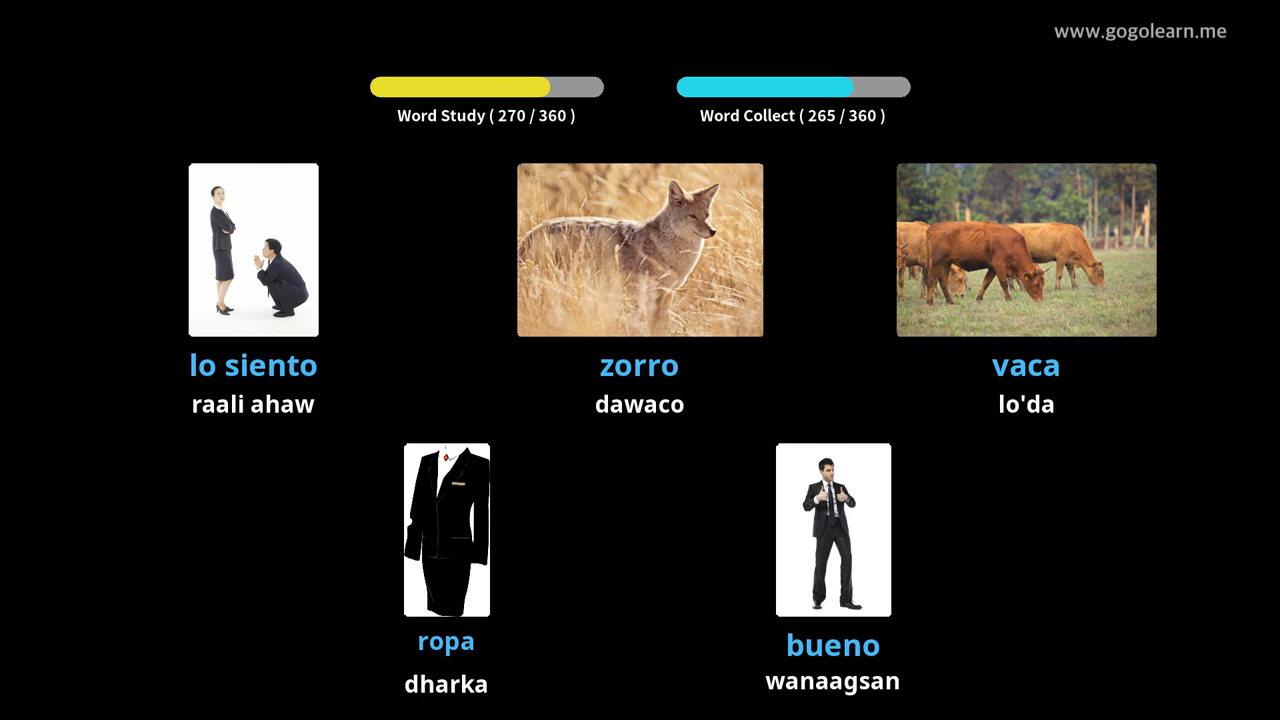 www.gogolearn.me
Word Study ( 270 / 360 )
Word Collect ( 265 / 360 )
lo siento
zorro
vaca
raali ahaw
dawaco
lo'da
ropa
bueno
dharka
wanaagsan